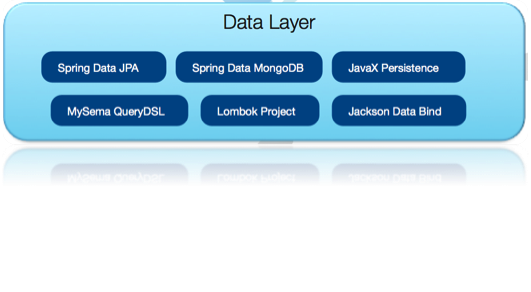 Data Layer
Spring Data JPA
Spring Data MongoDB
JavaX Persistence
MySema QueryDSL
Lombok Project
Jackson Data Bind